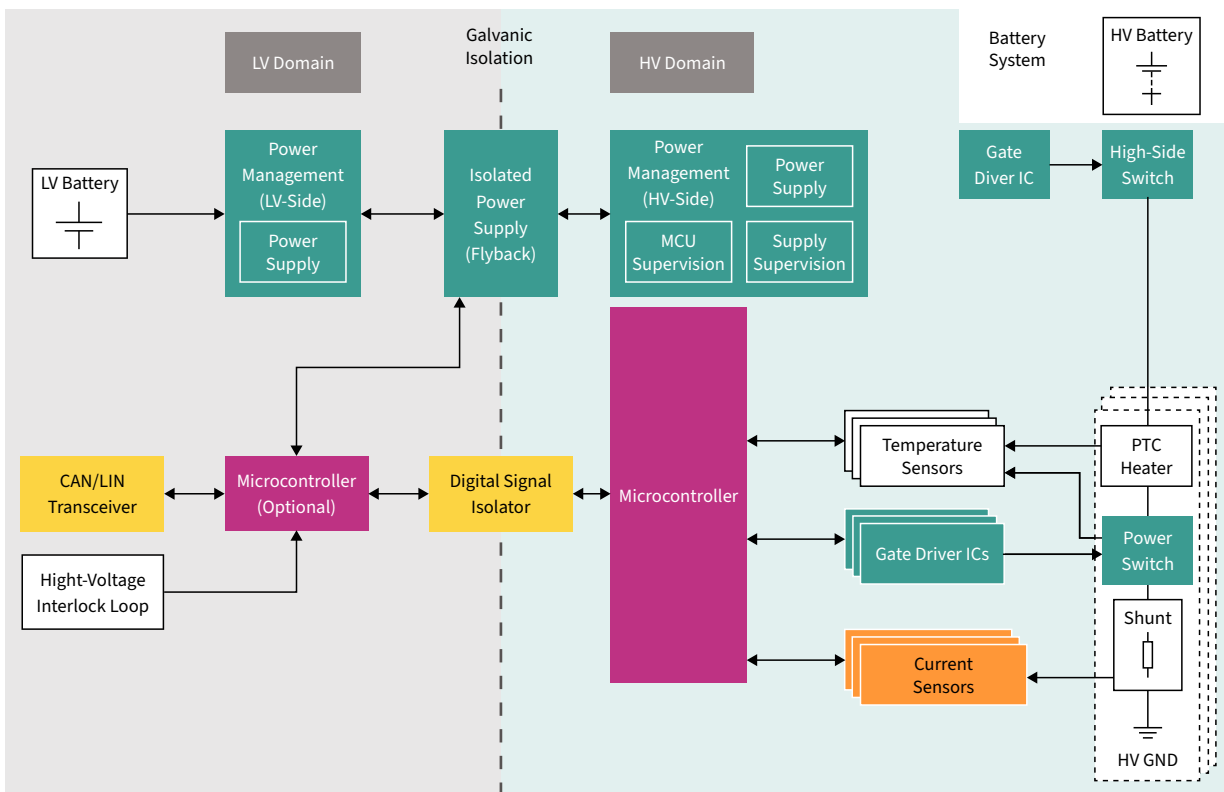 Galvanic
Isolation
LV Domain
HV Domain
Battery
System
HV Battery
LV Battery
Power
Management
(LV-Side)
Power
Supply
Isolated
Power
Supply
(Flyback)
Power
Management
(HV-Side)
Power
Supply
MCU
Supervision
Supply
Supervision
Gate
Diver IC
High-Side
Switch
CAN/LIN
Transceiver
Microcontroller
(Optional)
Digital Signal
Isolator
Microcontroller
Temperature
Sensors
PTC
Heater
Hight-Voltage
Interlock Loop
Gate Driver ICs
Power
Switch
Current
Sensors
Shunt
HV GND